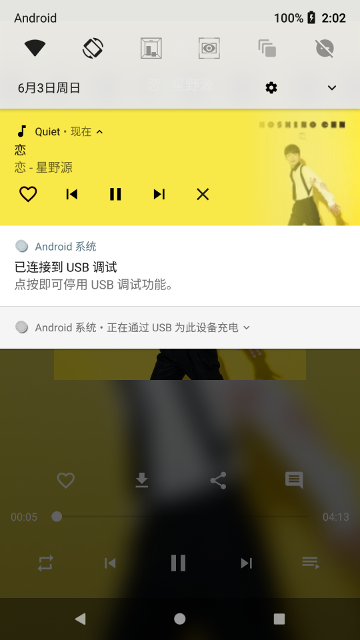 Android 100% 2:02
6月3日周日
Quiet • 现在
HOSHINO GEN
恋
恋 - 星野源
Android 系统
已连接到 USB 调试
点按即可停用 USB 调试功能。
Android 系统 • 正在通过 USB 为此设备充电
00:05 04:13